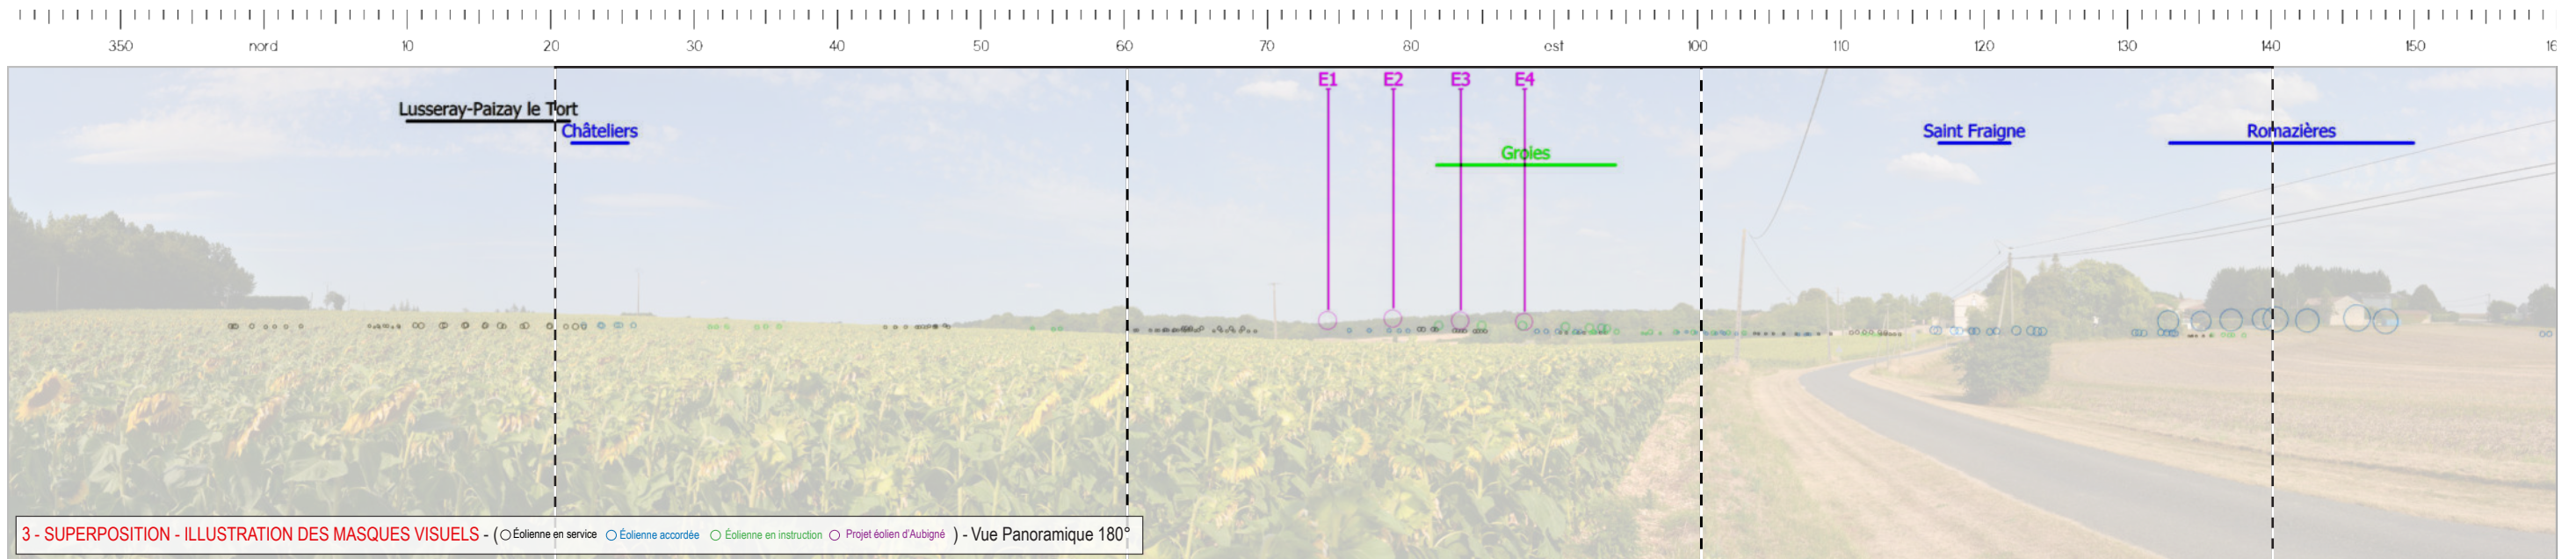 350 nord 10 20 30 40 50 60 70 80 est 100 110 120 130 140 150 16
E1 E2 E3 E4
Lusseray-Paizay le Tort
Châteliers Saint Fraigne Romazières
Groies
3 - SUPERPOSITION - ILLUSTRATION DES MASQUES VISUELS - ( Éolienne en service Éolienne accordée Éolienne en instruction Projet éolien d'Aubigné ) - Vue Panoramique 180°